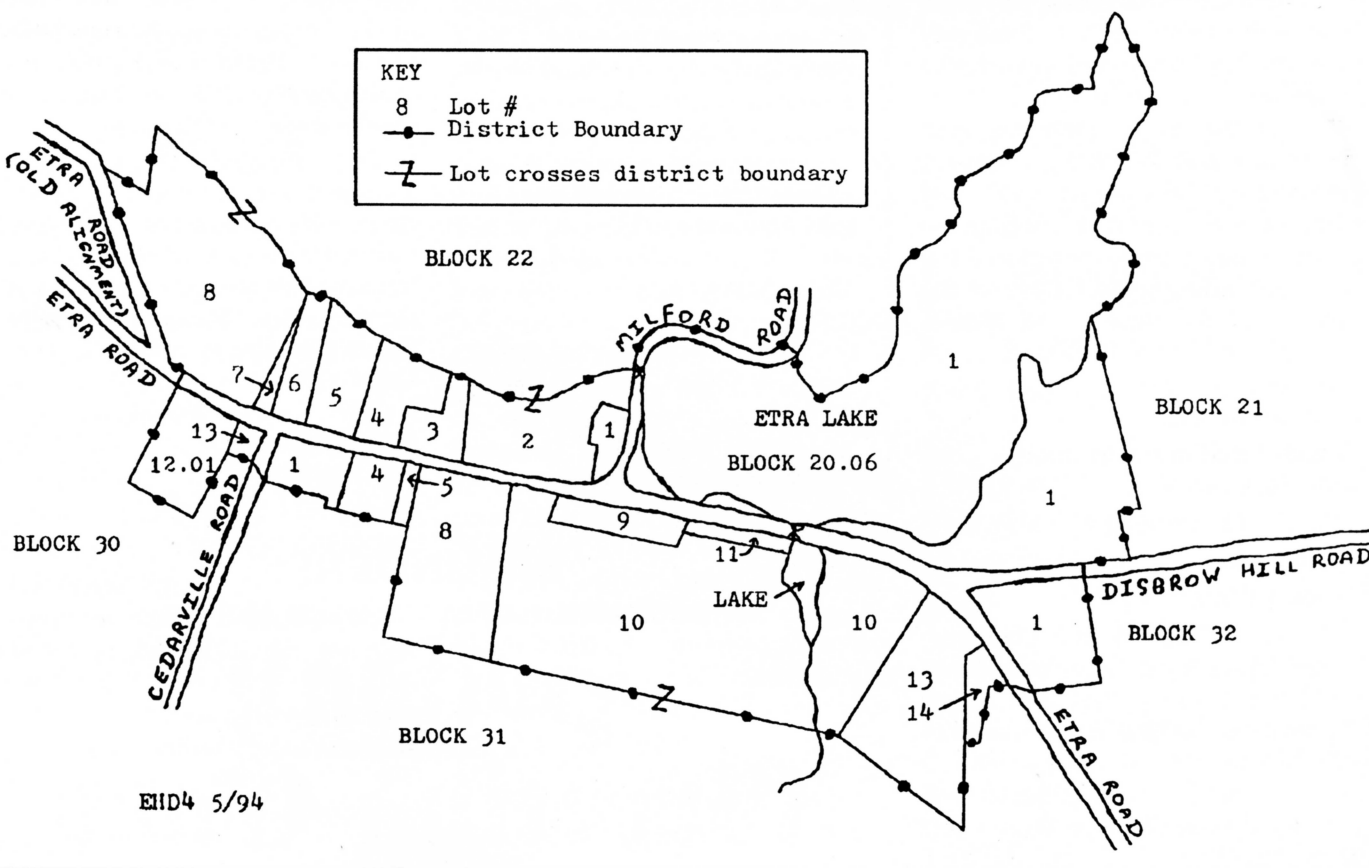 KEY
8 Lot #
District Boundary
Z Lot crosses district boundary
ETRA ROAD
(OLD ALIGNMENT)
ETRA ROAD
Z
BLOCK 22
8
7
6
5
4
3
2
Z
1
MILFORD ROAD
ETRA LAKE
BLOCK 20.06
1
1
BLOCK 21
13
12.01
1
4
5
8
9
11
LAKE
10
10
13
14
1
DISBROW HILL ROAD
BLOCK 32
BLOCK 30
CEDARVILLE ROAD
Z
BLOCK 31
ETRA ROAD
EHD4 5/94